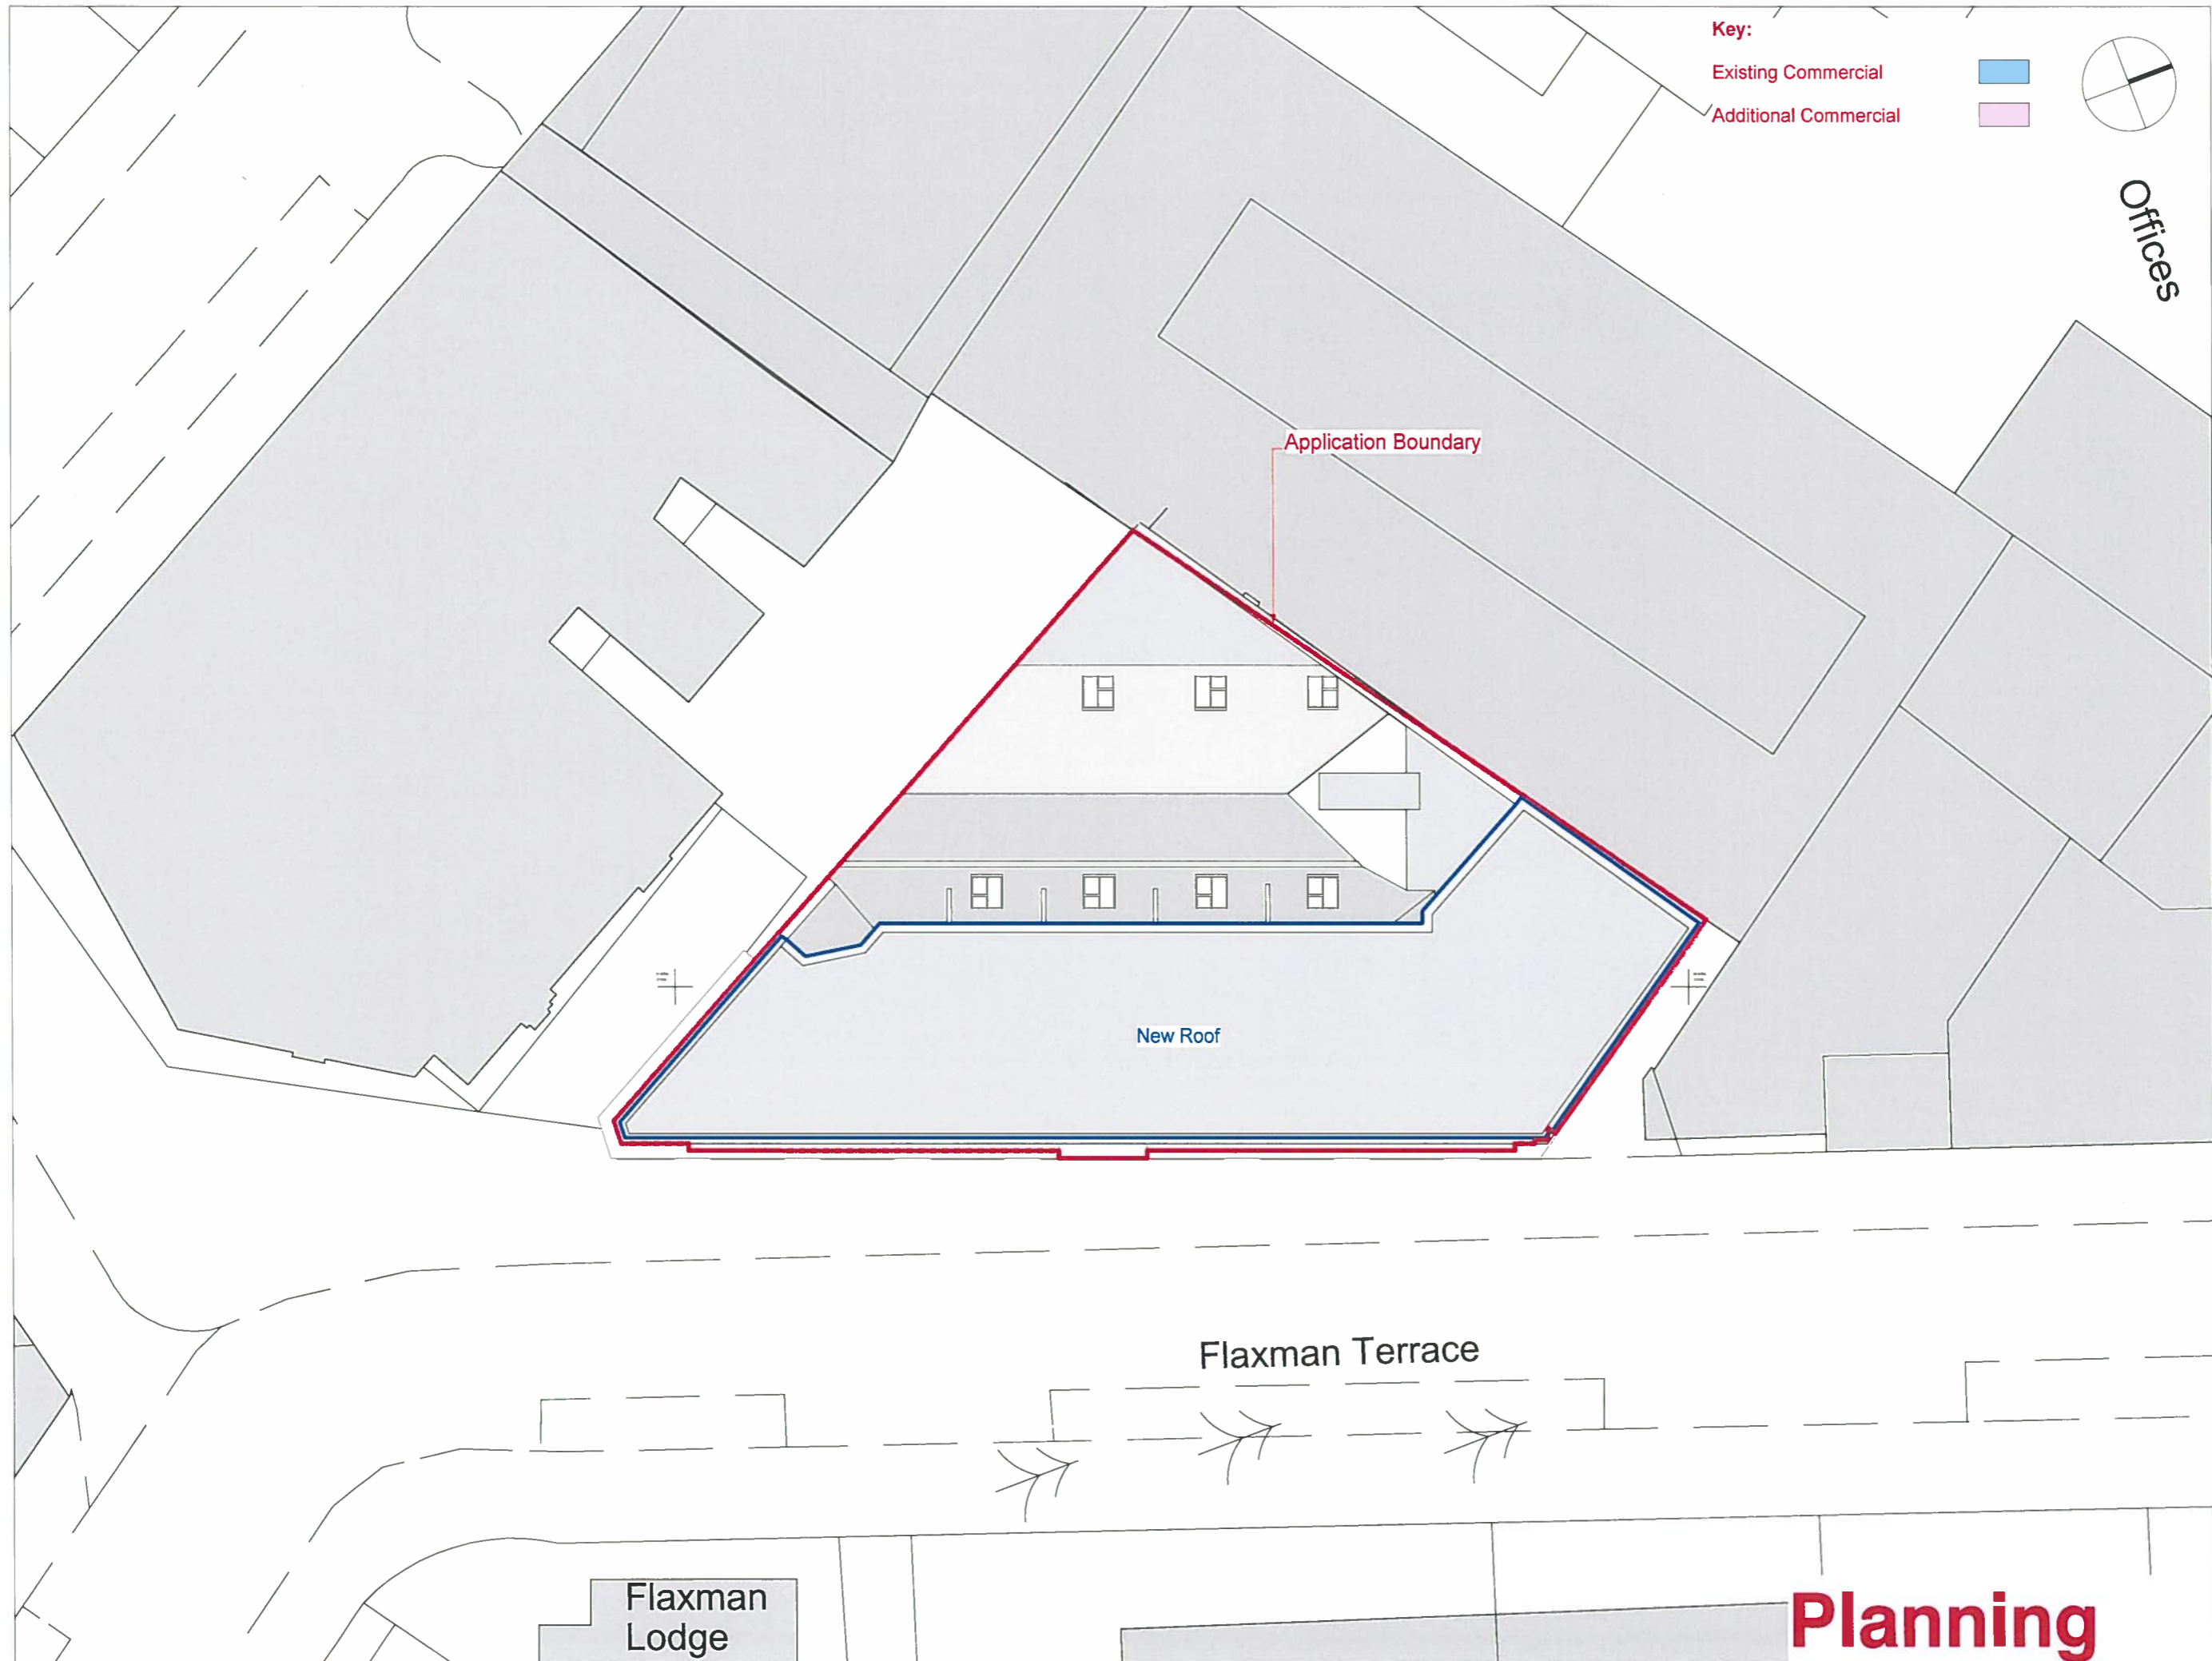 Key:
Existing Commercial
Additional Commercial
Offices
Application Boundary
New Roof
Flaxman Terrace
Flaxman
Lodge
Planning